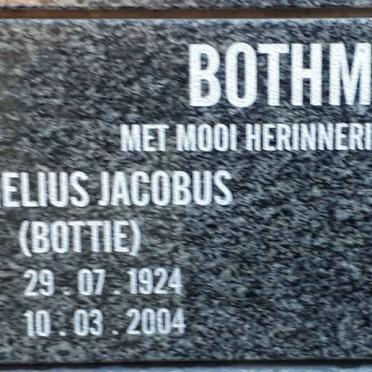 BOTHM
MET MOOI HERINNERI
ELIUS JACOBUS
(BOTTIE)
29 . 07 . 1924
10 . 03 . 2004